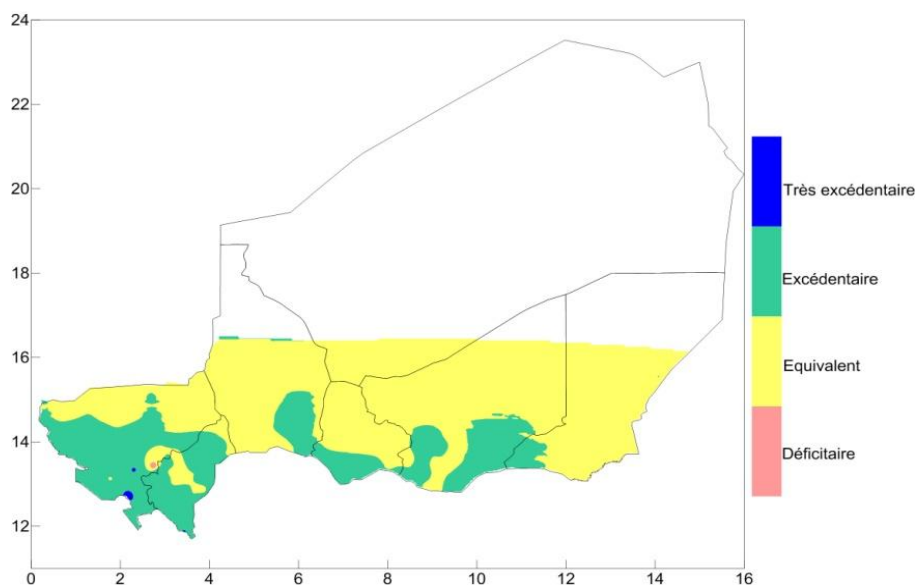 24
22
20
18
16
14
12
0 2 4 6 8 10 12 14 16
Très excédentaire
Excédentaire
Equivalent
Déficitaire